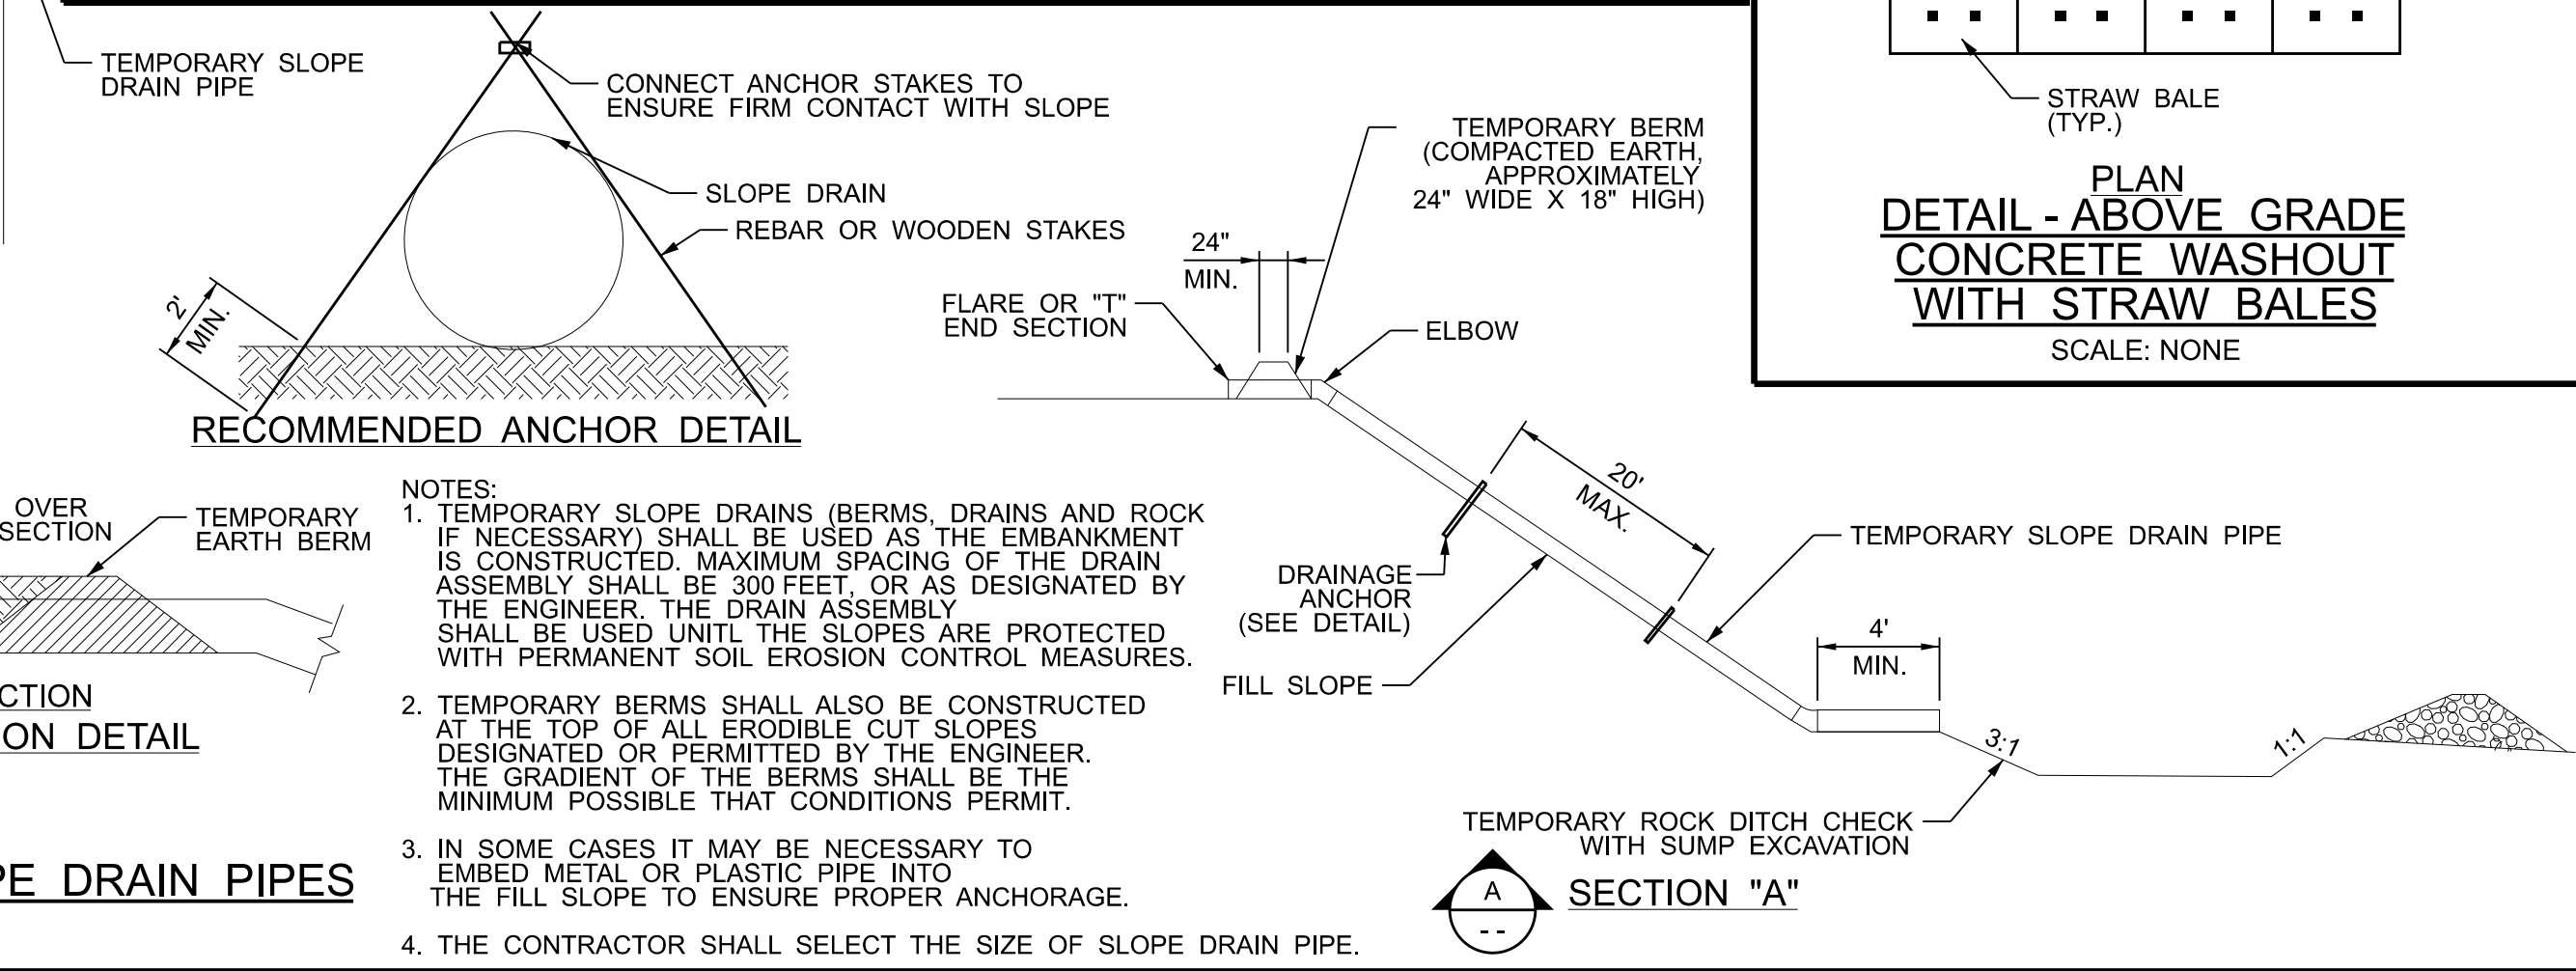 TEMPORARY SLOPE
DRAIN PIPE
CONNECT ANCHOR STAKES TO
ENSURE FIRM CONTACT WITH SLOPE
SLOPE DRAIN
REBAR OR WOODEN STAKES
2'
MIN.
RECOMMENDED ANCHOR DETAIL
OVER
SECTION
TEMPORARY
EARTH BERM
CTION
ON DETAIL
PE DRAIN PIPES
NOTES:
1. TEMPORARY SLOPE DRAINS (BERMS, DRAINS AND ROCK
IF NECESSARY) SHALL BE USED AS THE EMBANKMENT
IS CONSTRUCTED. MAXIMUM SPACING OF THE DRAIN
ASSEMBLY SHALL BE 300 FEET, OR AS DESIGNATED BY
THE ENGINEER. THE DRAIN ASSEMBLY
SHALL BE USED UNITL THE SLOPES ARE PROTECTED
WITH PERMANENT SOIL EROSION CONTROL MEASURES.
2. TEMPORARY BERMS SHALL ALSO BE CONSTRUCTED
AT THE TOP OF ALL ERODIBLE CUT SLOPES
DESIGNATED OR PERMITTED BY THE ENGINEER.
THE GRADIENT OF THE BERMS SHALL BE THE
MINIMUM POSSIBLE THAT CONDITIONS PERMIT.
3. IN SOME CASES IT MAY BE NECESSARY TO
EMBED METAL OR PLASTIC PIPE INTO
THE FILL SLOPE TO ENSURE PROPER ANCHORAGE.
4. THE CONTRACTOR SHALL SELECT THE SIZE OF SLOPE DRAIN PIPE.
TEMPORARY BERM
(COMPACTED EARTH,
APPROXIMATELY
24" WIDE X 18" HIGH)
24"
MIN.
FLARE OR "T"
END SECTION
ELBOW
20'
MAX.
DRAINAGE
ANCHOR
(SEE DETAIL)
FILL SLOPE
TEMPORARY SLOPE DRAIN PIPE
4'
MIN.
3:1
1:1
TEMPORARY ROCK DITCH CHECK
WITH SUMP EXCAVATION
A
--
SECTION "A"
STRAW BALE
(TYP.)
PLAN
DETAIL - ABOVE GRADE
CONCRETE WASHOUT
WITH STRAW BALES
SCALE: NONE